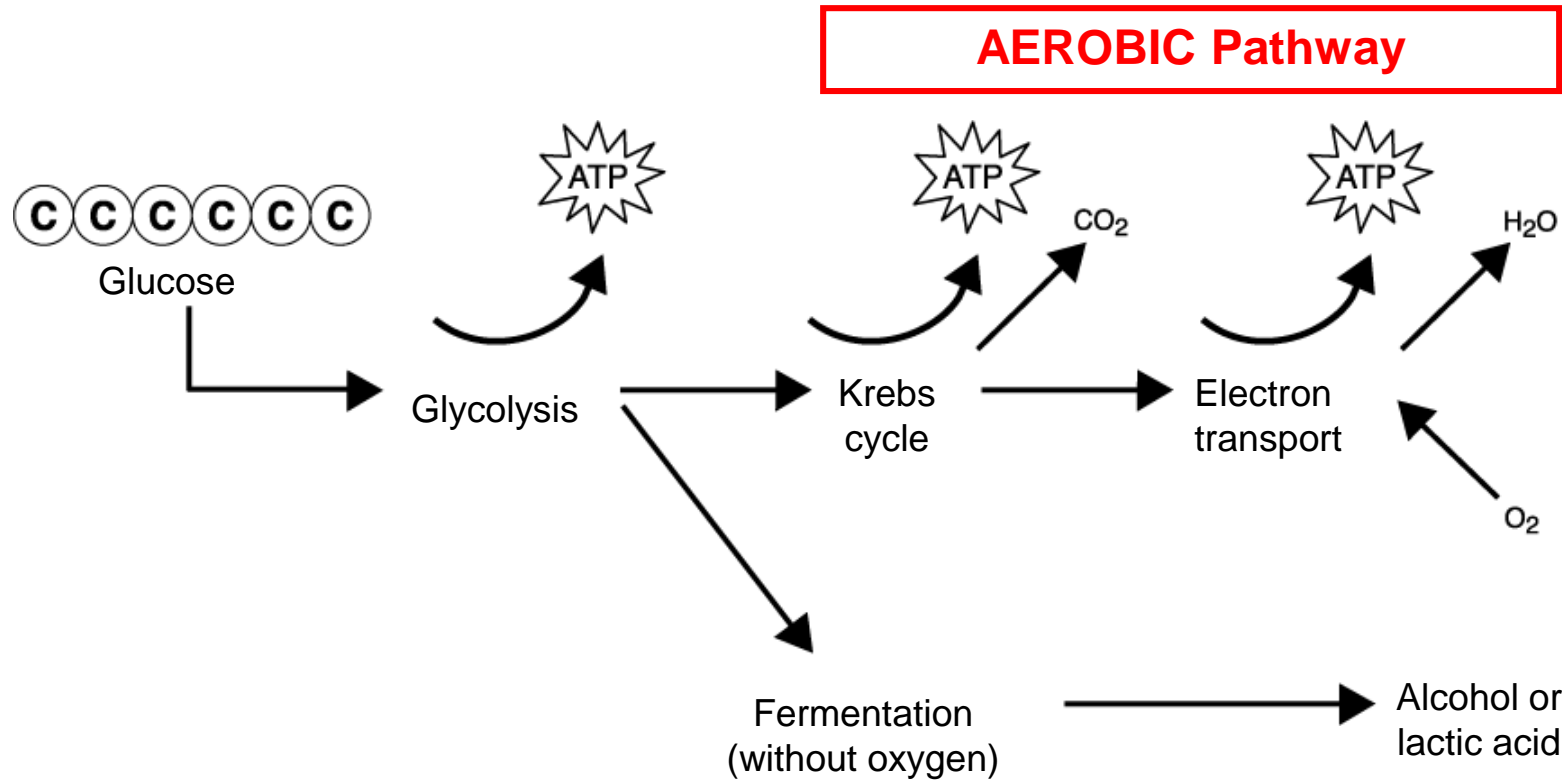 AEROBIC Pathway
ATP
ATP
ATP
C C C C C C
CO2
H2O
Glucose
Glycolysis
Krebs
cycle
Electron
transport
O2
Fermentation
(without oxygen)
Alcohol or
lactic acid